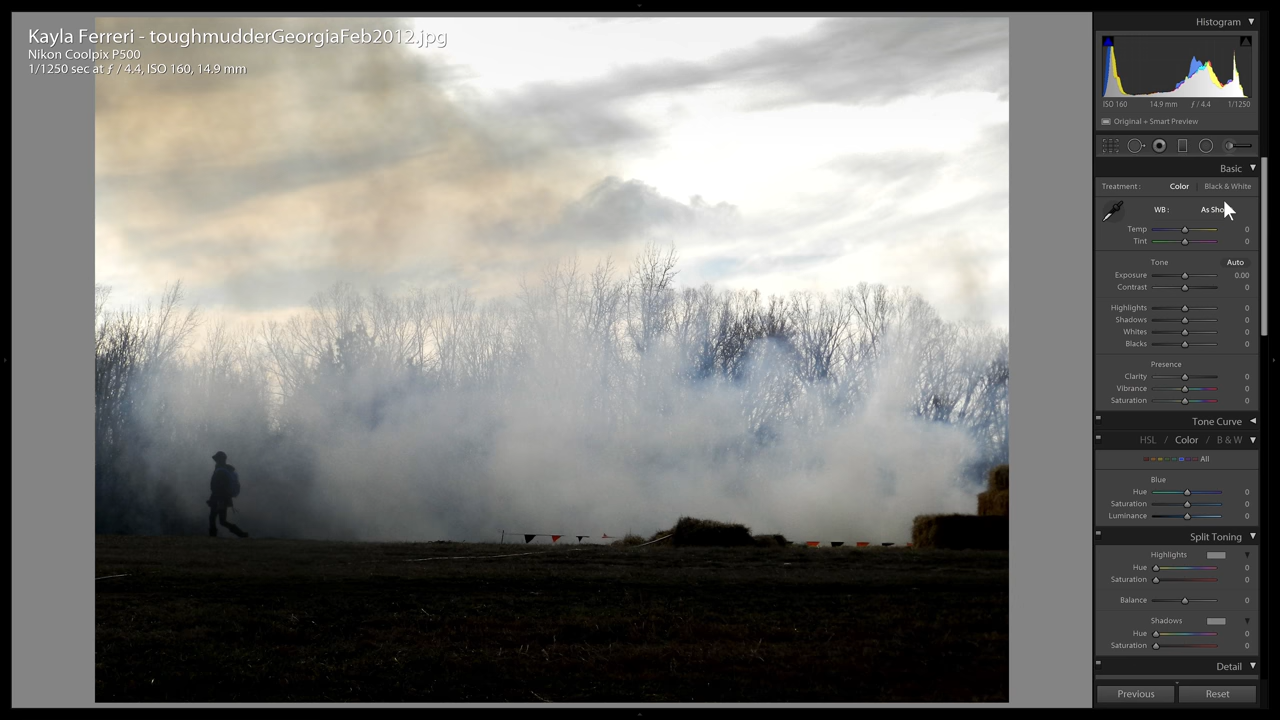 Kayla Ferreri - toughmudderGeorgiaFeb2012.jpg
Nikon Coolpix P500
1/1250 sec at ƒ / 4.4, ISO 160, 14.9 mm
Histogram
ISO 160 14.9 mm ƒ / 4.4 1/1250
Original + Smart Preview
Basic
Treatment : Color Black & White
WB : As Sho
Temp 0
Tint 0
Tone Auto
Exposure 0.00
Contrast 0
Highlights 0
Shadows 0
Whites 0
Blacks 0
Presence
Clarity 0
Vibrance 0
Saturation 0
Tone Curve
HSL / Color / B & W
All
Blue
Hue 0
Saturation 0
Luminance 0
Split Toning
Highlights
Hue 0
Saturation 0
Balance 0
Shadows
Hue 0
Saturation 0
Detail
Previous Reset